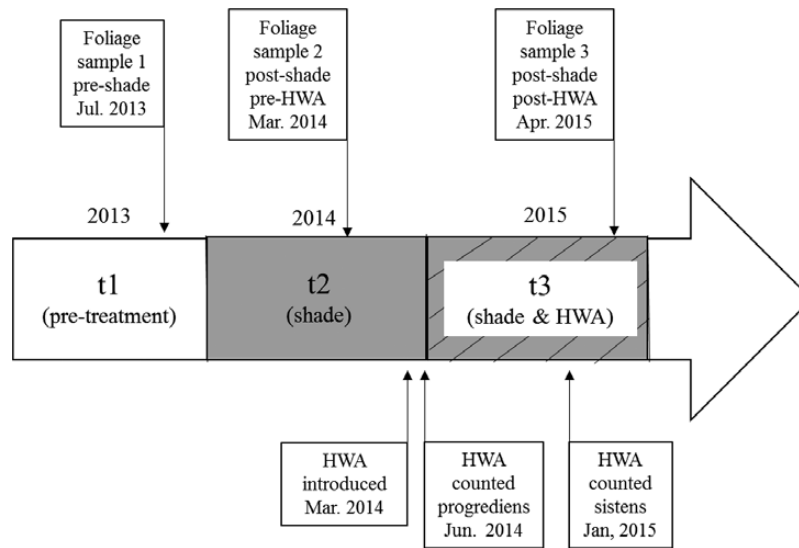 Foliage
sample 1
pre-shade
Jul. 2013
Foliage
sample 2
post-shade
pre-HWA
Mar. 2014
Foliage
sample 3
post-shade
post-HWA
Apr. 2015
2013
2014
2015
t1
(pre-treatment)
t2
(shade)
t3
(shade & HWA)
HWA
introduced
Mar. 2014
HWA
counted
progrediens
Jun. 2014
HWA
counted
sistens
Jan, 2015